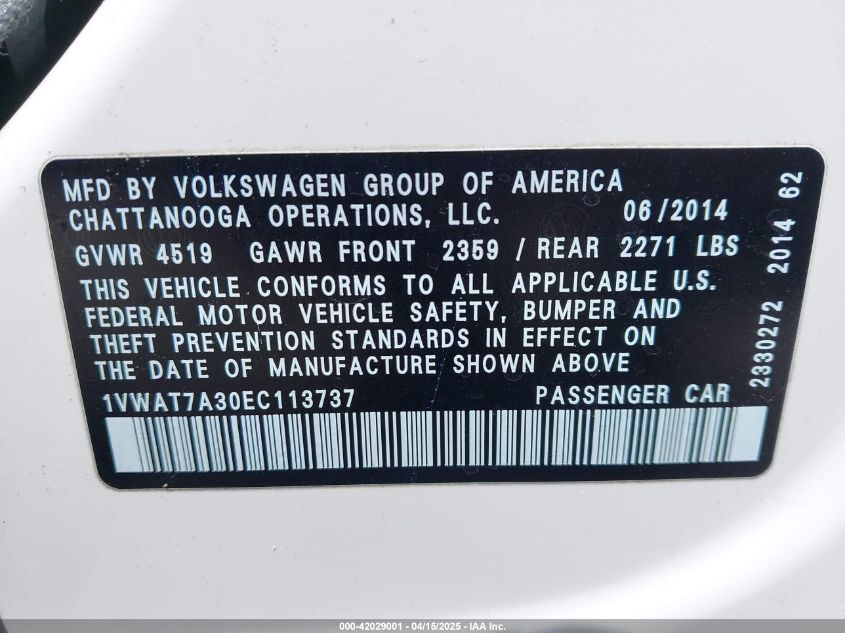 MFD BY VOLKSWAGEN GROUP OF AMERICA
CHATTANOOGA OPERATIONS, LLC. 06/2014
GVWR 4519 GAWR FRONT 2359 / REAR 2271 LBS
THIS VEHICLE CONFORMS TO ALL APPLICABLE U.S.
FEDERAL MOTOR VEHICLE SAFETY, BUMPER AND
THEFT PREVENTION STANDARDS IN EFFECT ON
THE DATE OF MANUFACTURE SHOWN ABOVE
1VWAT7A30EC113737 PASSENGER CAR
2330272 2014 62
000-42029001 - 04/15/2025 - IAA Inc.